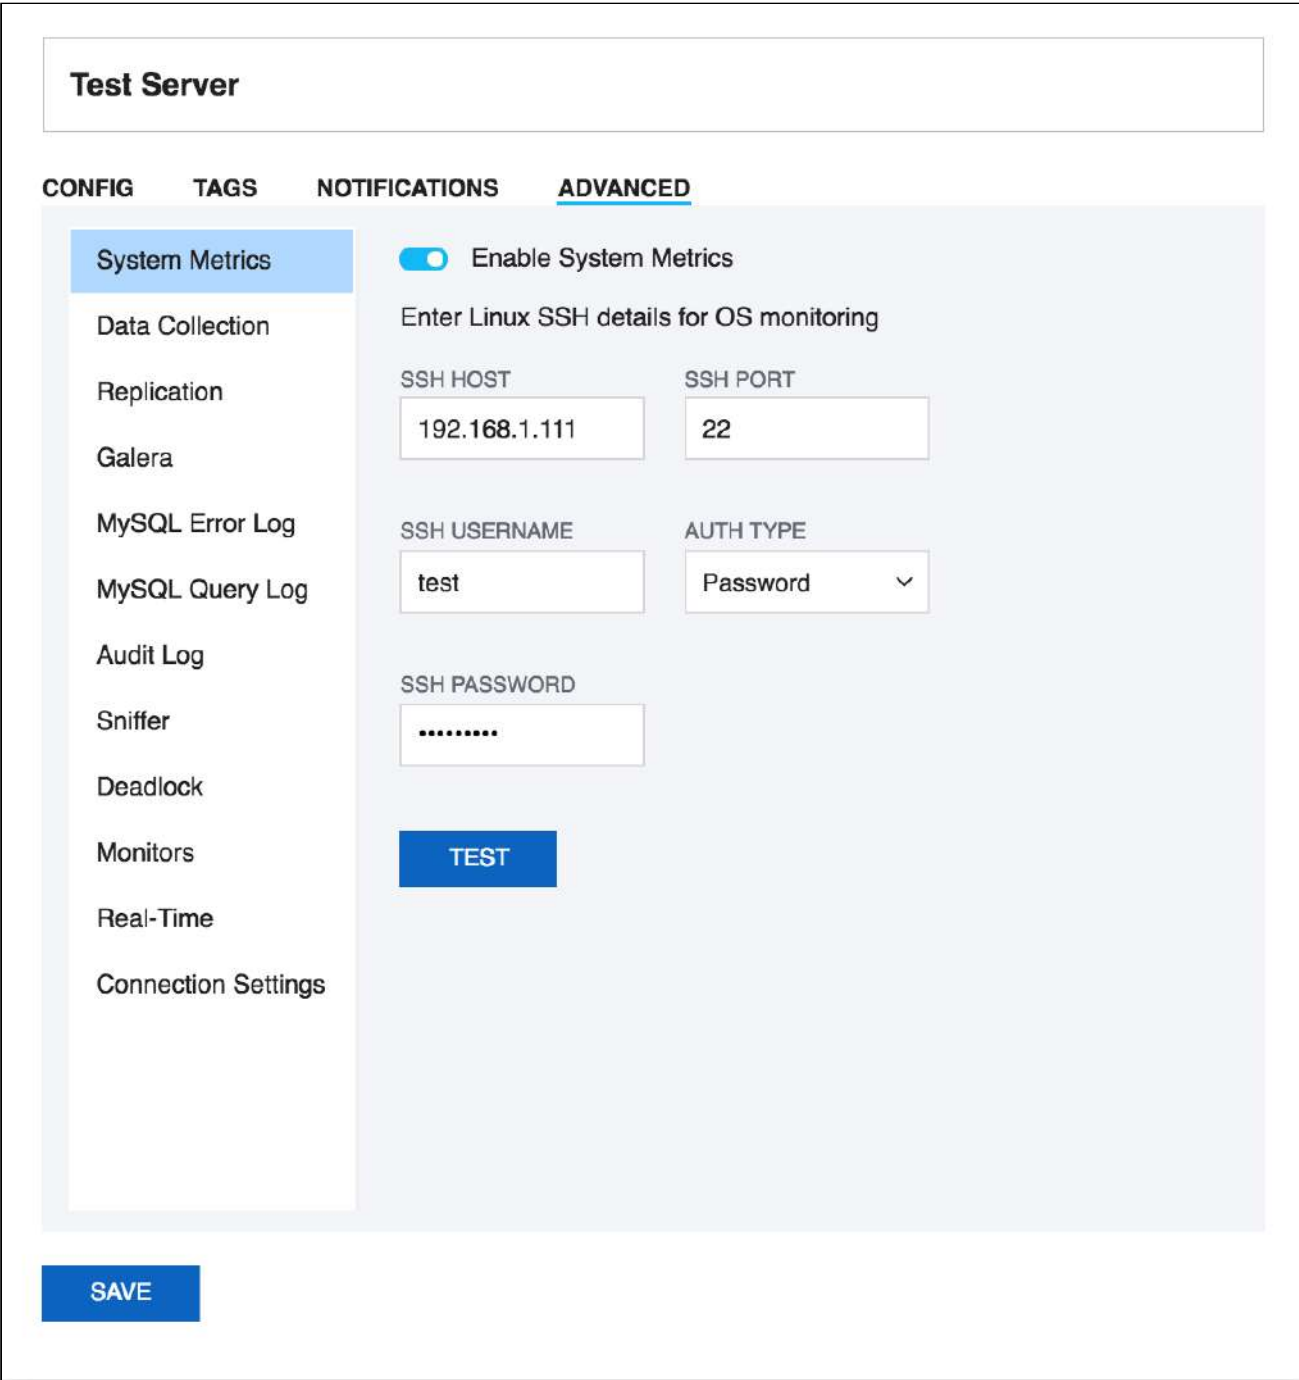 Test Server
CONFIG TAGS NOTIFICATIONS ADVANCED
System Metrics
Data Collection
Replication
Galera
MySQL Error Log
MySQL Query Log
Audit Log
Sniffer
Deadlock
Monitors
Real-Time
Connection Settings
Enable System Metrics
Enter Linux SSH details for OS monitoring
SSH HOST SSH PORT
192.168.1.111 22
SSH USERNAME AUTH TYPE
test Password
SSH PASSWORD
•••••••••
TEST
SAVE